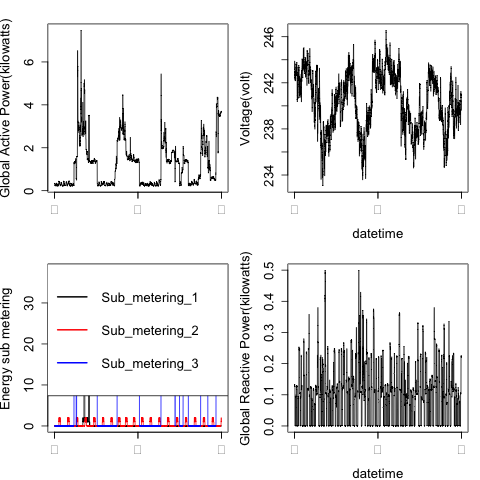 Global Active Power(kilowatts)
0 2 4 6
Voltage(volt)
234 238 242 246
datetime
Energy sub metering
0 10 20 30
Sub_metering_1
Sub_metering_2
Sub_metering_3
Global Reactive Power(kilowatts)
0.0 0.1 0.2 0.3 0.4 0.5
datetime